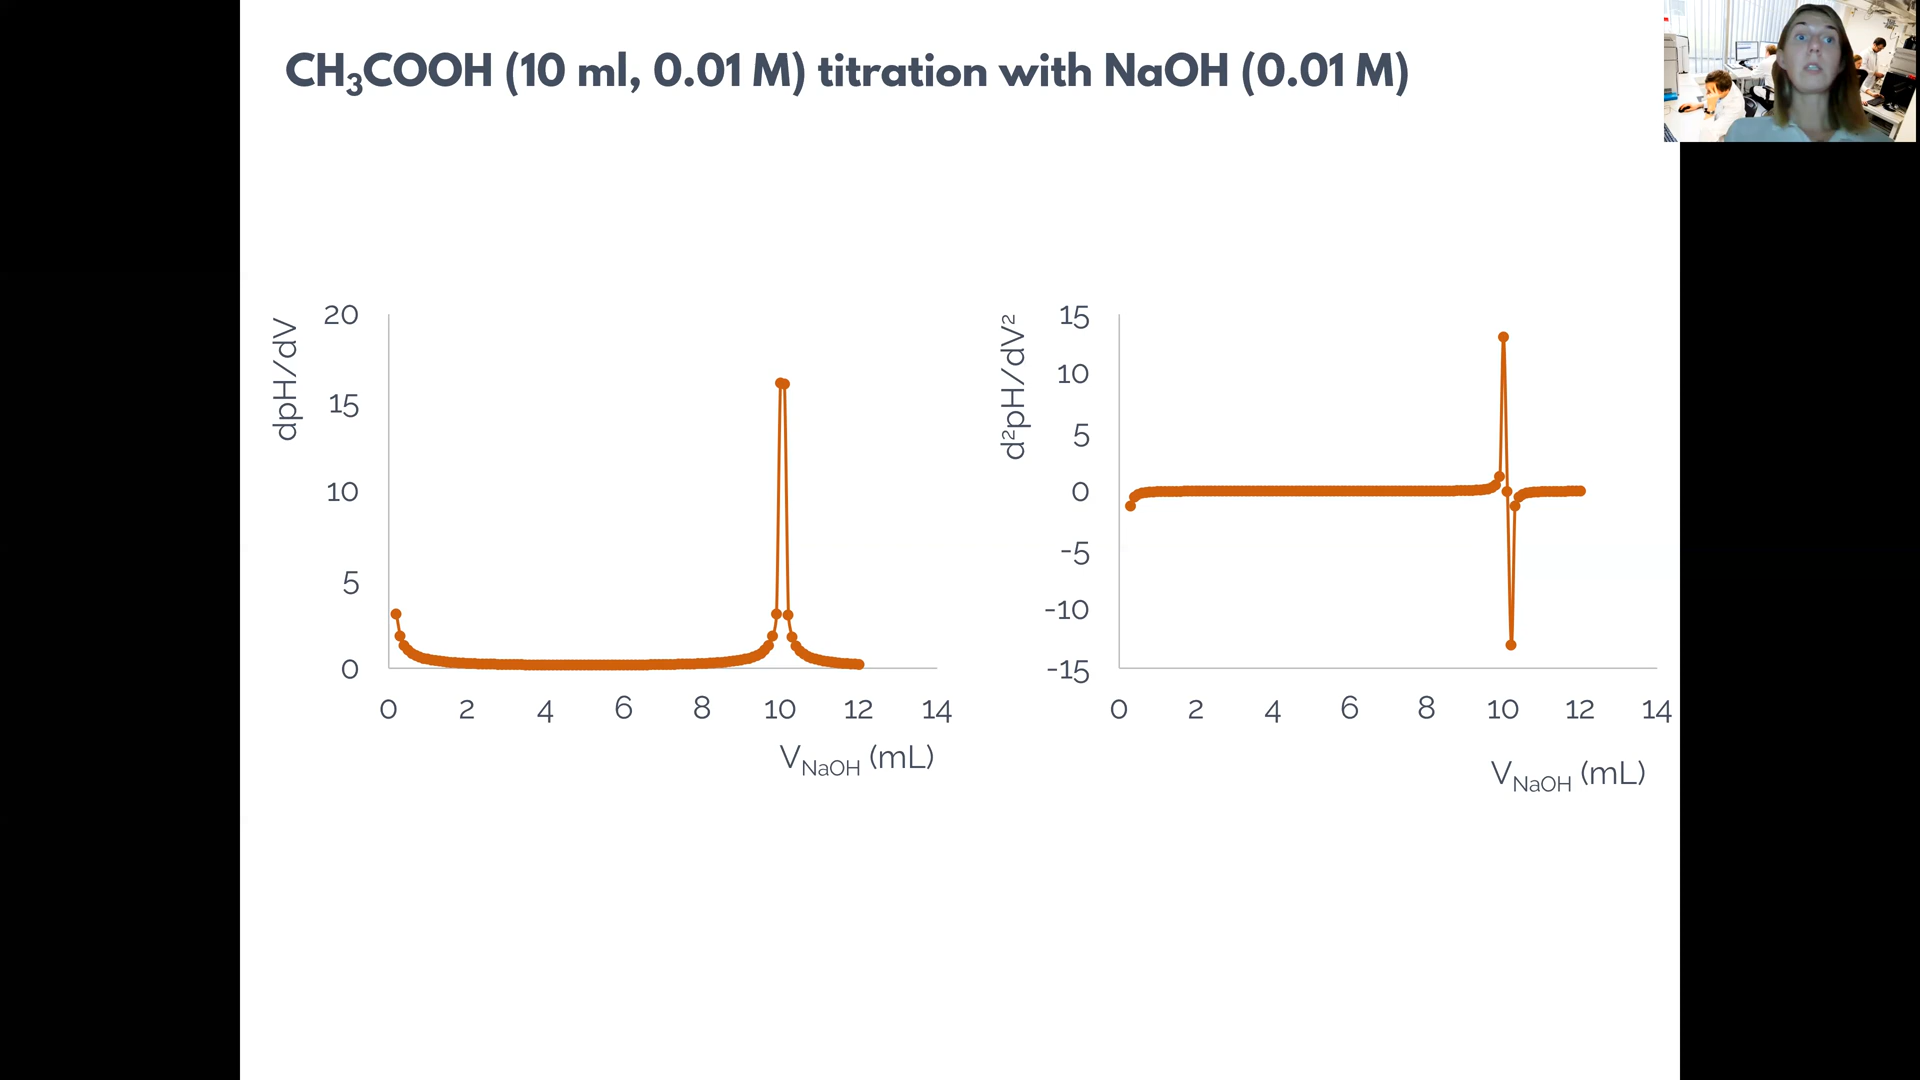 CH₃COOH (10 ml, 0.01 M) titration with NaOH (0.01 M)
dpH/dV
20
15
10
5
0
0 2 4 6 8 10 12 14
V_NaOH (mL)
d²pH/dV²
15
10
5
0
-5
-10
-15
0 2 4 6 8 10 12 14
V_NaOH (mL)